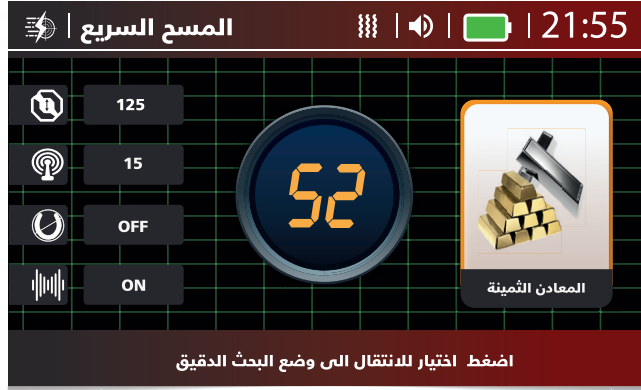 المسح السريع
21:55
125
15
OFF
ON
52
المعادن الثمينة
اضغط اختيار للانتقال الى وضع البحث الدقيق